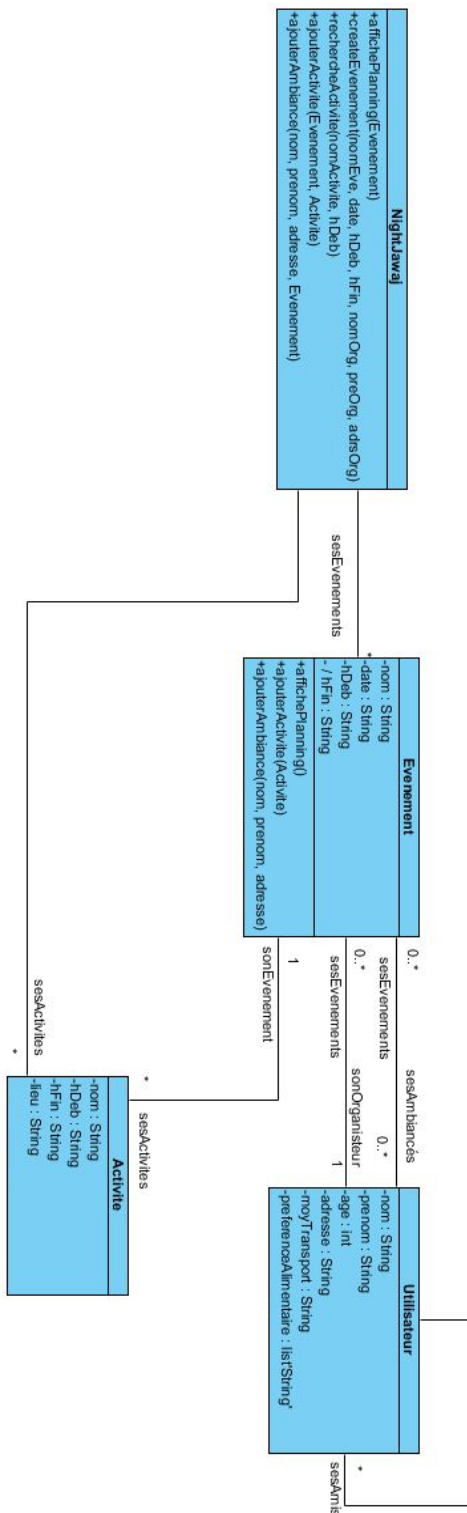 NightJawaj
+affichePlanning(Evenement)
+createEvenement(nomEve, date, hDeb, hFin, nomOrg, preOrg, adrsOrg)
+rechercheActivite(nomActivite, hDeb)
+ajouterActivite(Evenement, Activite)
+ajouterAmbiance(nom, prenom, adresse, Evenement)
sesEvenements
*
Evenement
-nom : String
-date : String
-hDeb : String
- / hFin : String
+affichePlanning()
+ajouterActivite(Activite)
+ajouterAmbiance(nom, prenom, adresse)
0..*
sesEvenements
sesAmbiancés
0..*
0..*
sesEvenements
sonOrganisteur
1
1
sonEvenement
*
sesActivites
sesActivites
*
Utilisateur
-nom : String
-prenom : String
-age : int
-adresse : String
-moyTransport : String
-preferenceAlimentaire : list'String'
*
sesAmis
Activite
-nom : String
-hDeb : String
-hFin : String
-lieu : String